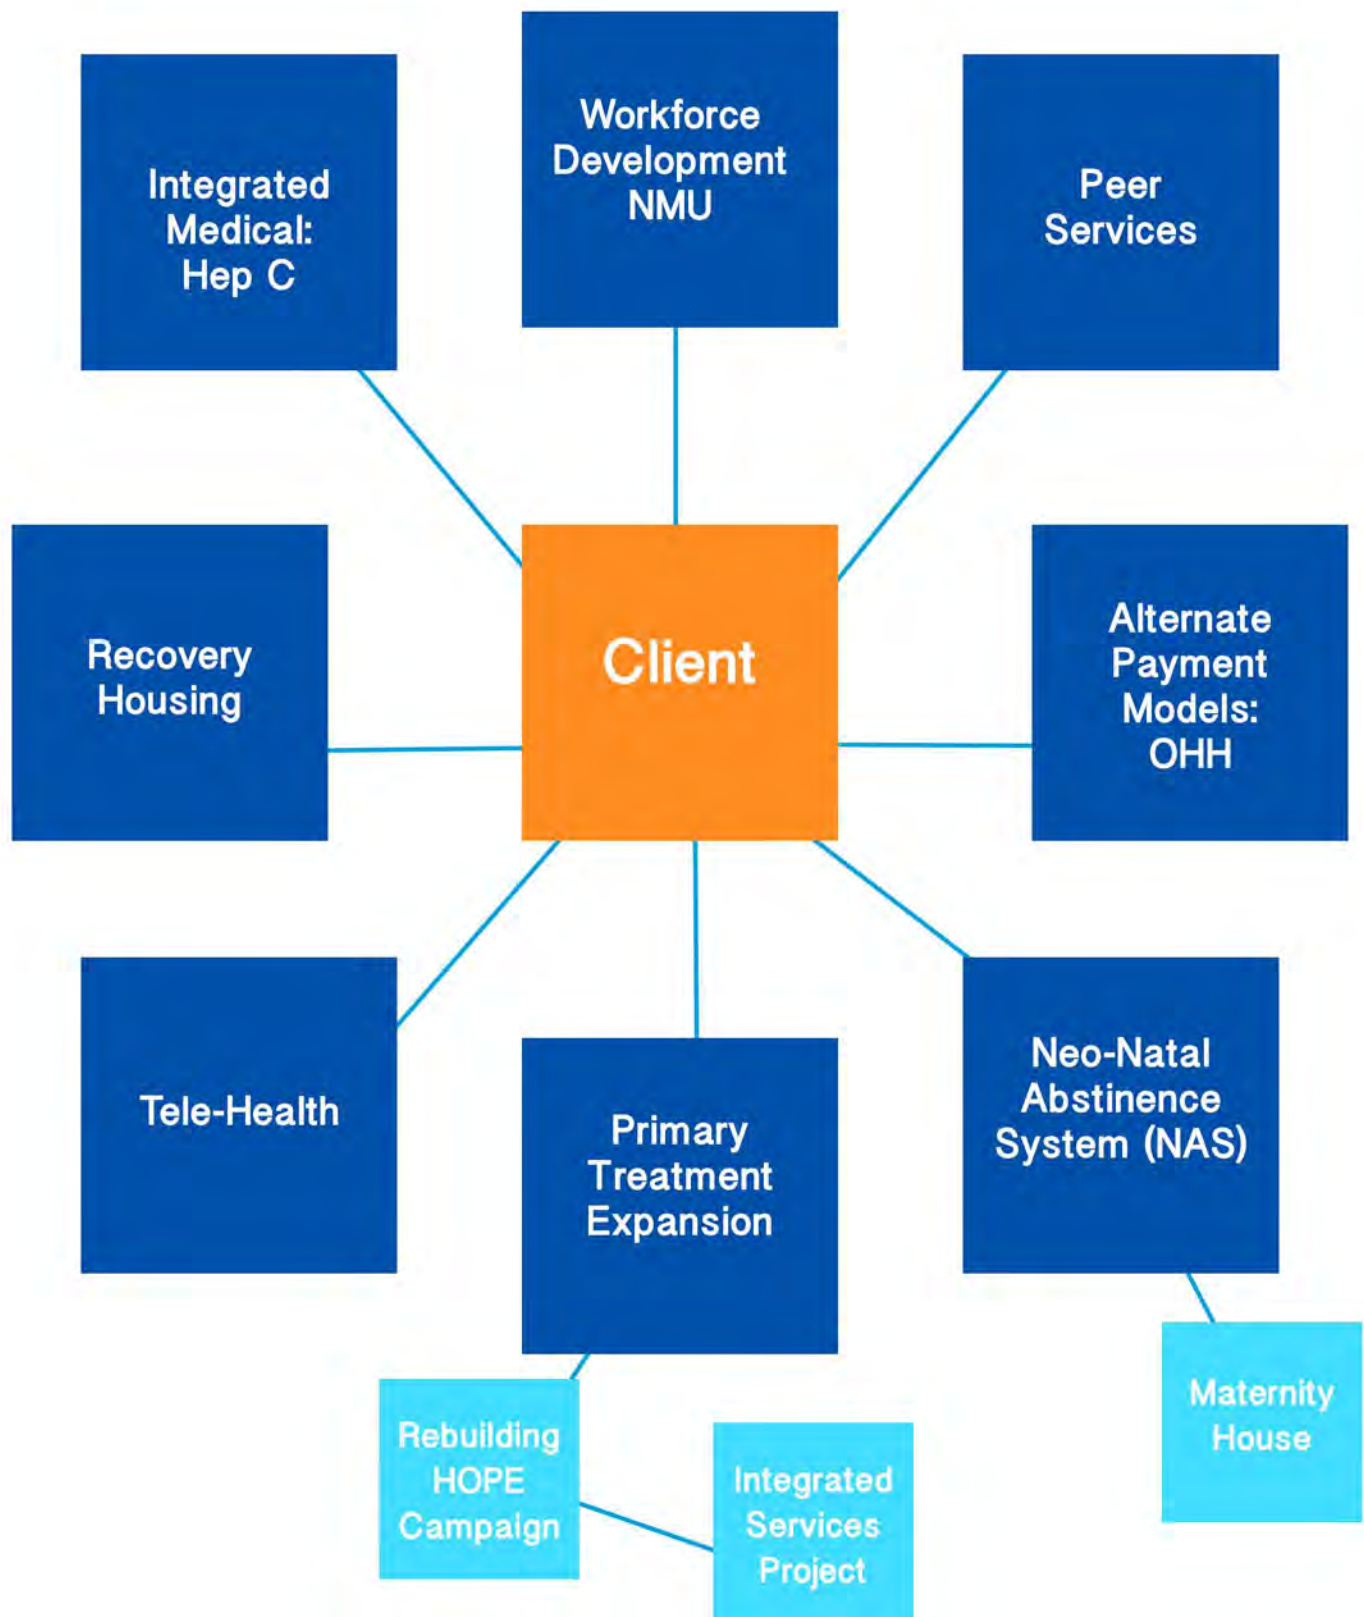 Workforce
Development
NMU
Integrated
Medical:
Hep C
Peer
Services
Recovery
Housing
Client
Alternate
Payment
Models:
OHH
Tele-Health
Primary
Treatment
Expansion
Neo-Natal
Abstinence
System (NAS)
Rebuilding
HOPE
Campaign
Integrated
Services
Project
Maternity
House